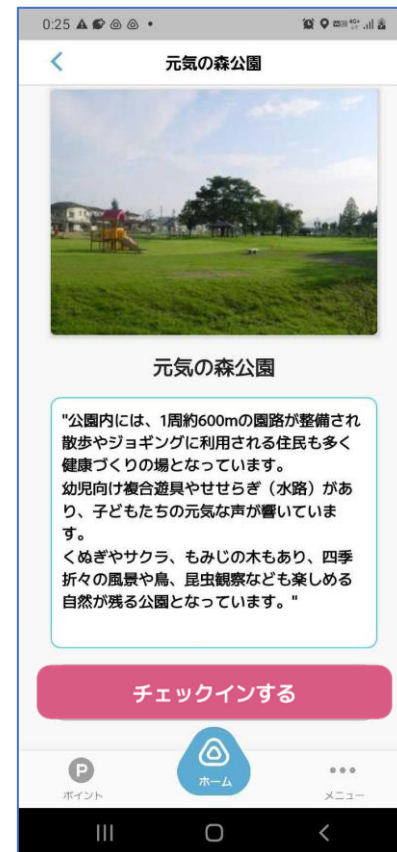 0:25
元気の森公園
元気の森公園
"公園内には、1周約600mの園路が整備され
散歩やジョギングに利用される住民も多く
健康づくりの場となっています。
幼児向け複合遊具やせせらぎ（水路）があ
り、子どもたちの元気な声が響いていま
す。
くぬぎやサクラ、もみじの木もあり、四季
折々の風景や鳥、昆虫観察なども楽しめる
自然が残る公園となっています。"
チェックインする
P
ポイント
ホーム
メニュー